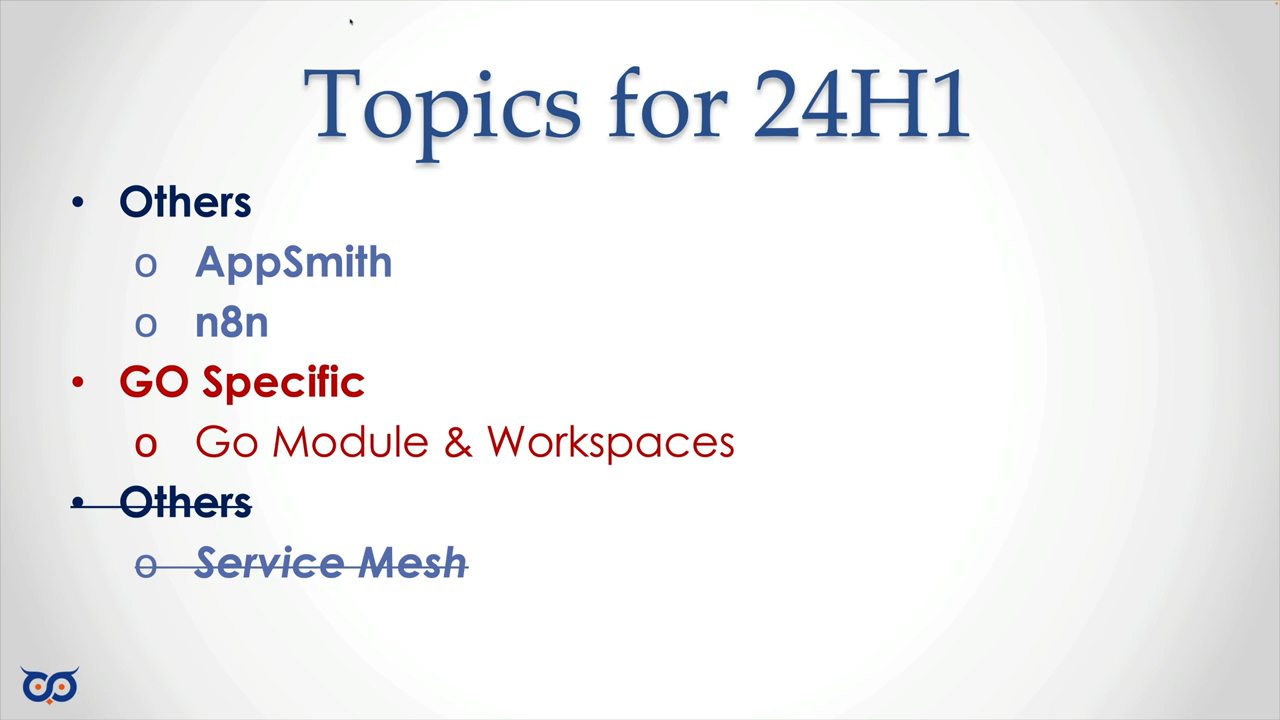 Topics for 24H1
• Others
o AppSmith
o n8n
• GO Specific
o Go Module & Workspaces
• Others
o Service Mesh